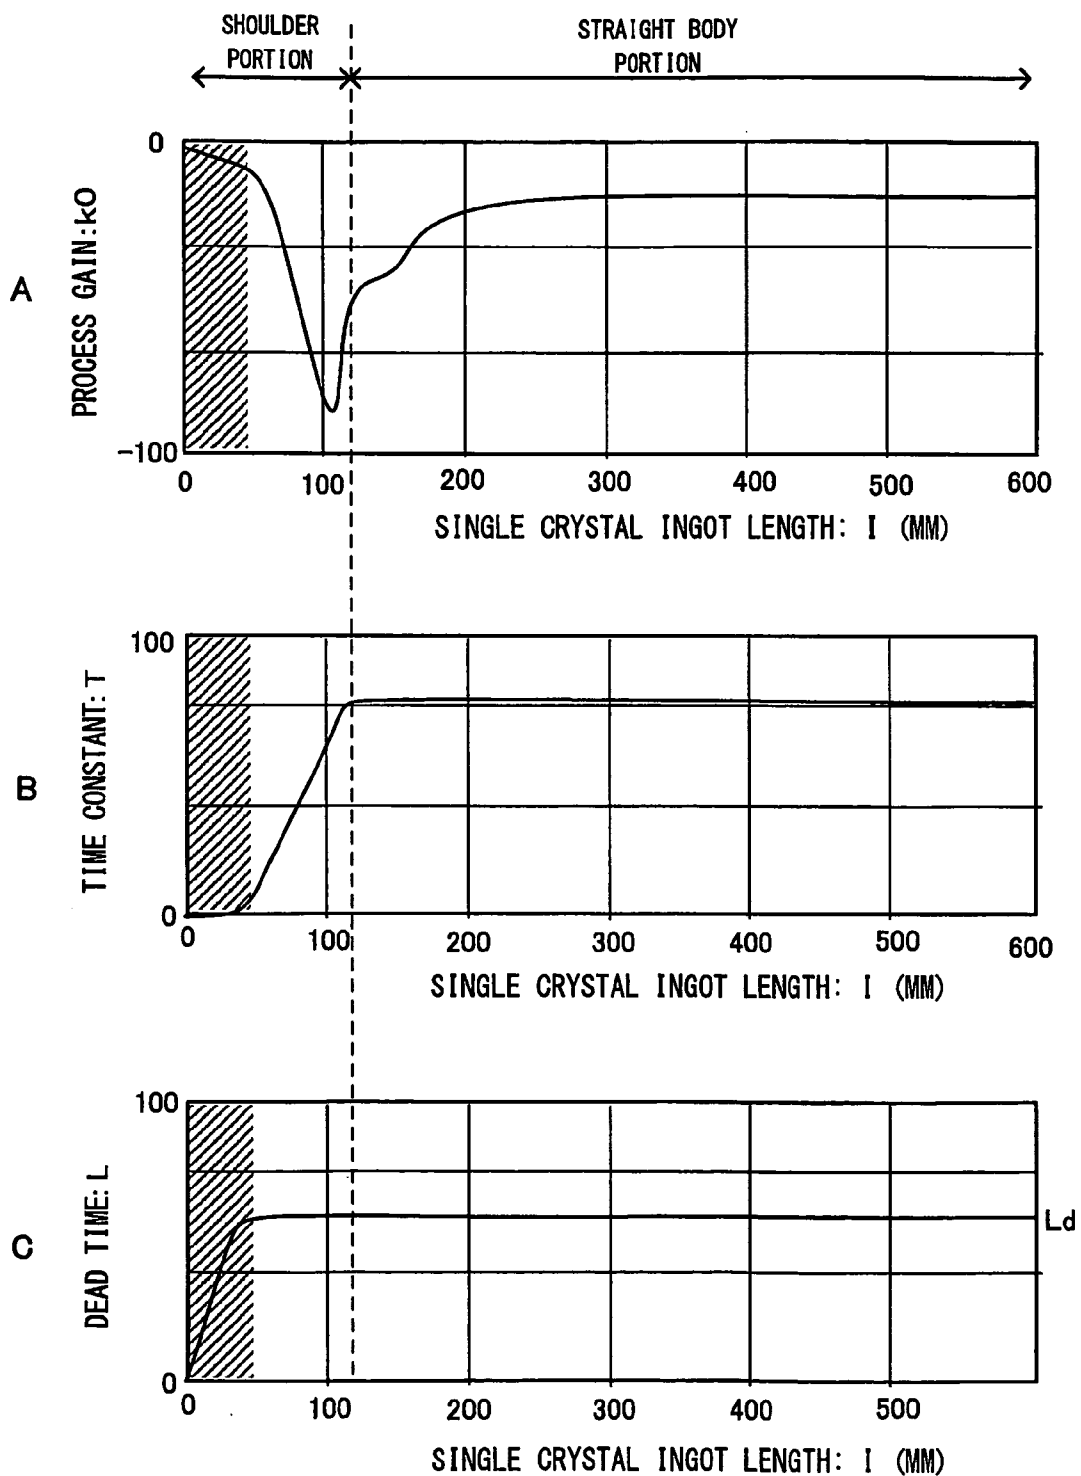 SHOULDER
PORTION
STRAIGHT BODY
PORTION
A
PROCESS GAIN:kO
0
-100
0 100 200 300 400 500 600
SINGLE CRYSTAL INGOT LENGTH: I (MM)
B
TIME CONSTANT: T
100
0
0 100 200 300 400 500 600
SINGLE CRYSTAL INGOT LENGTH: I (MM)
C
DEAD TIME: L
100
0
Ld
0 100 200 300 400 500
SINGLE CRYSTAL INGOT LENGTH: I (MM)